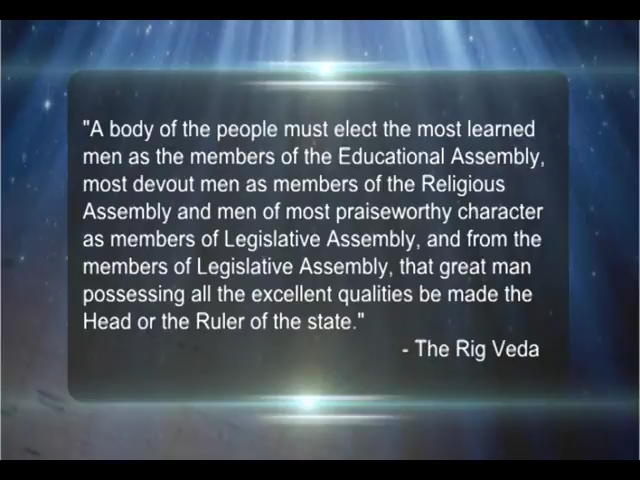 "A body of the people must elect the most learned
men as the members of the Educational Assembly,
most devout men as members of the Religious
Assembly and men of most praiseworthy character
as members of Legislative Assembly, and from the
members of Legislative Assembly, that great man
possessing all the excellent qualities be made the
Head or the Ruler of the state."
- The Rig Veda